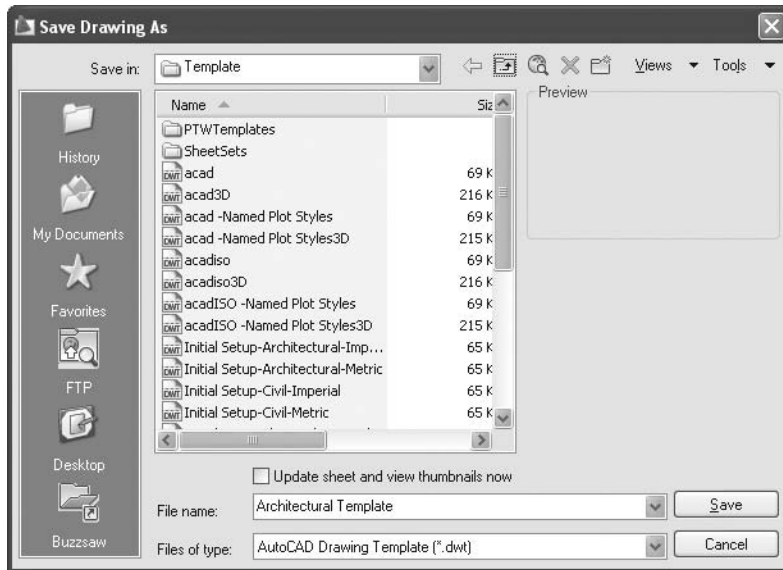 Save Drawing As
Save in: Template Views Tools
History
My Documents
Favorites
FTP
Desktop
Buzzsaw
Name Siz
PTWTemplates
SheetSets
acad 69 K
acad3D 216 K
acad -Named Plot Styles 69 K
acad -Named Plot Styles3D 215 K
acadiso 69 K
acadiso3D 216 K
acadISO -Named Plot Styles 69 K
acadISO -Named Plot Styles3D 215 K
Initial Setup-Architectural-Imp... 65 K
Initial Setup-Architectural-Metric 65 K
Initial Setup-Civil-Imperial 65 K
Initial Setup-Civil-Metric 65 K
Preview
Update sheet and view thumbnails now
File name: Architectural Template Save
Files of type: AutoCAD Drawing Template (*.dwt) Cancel